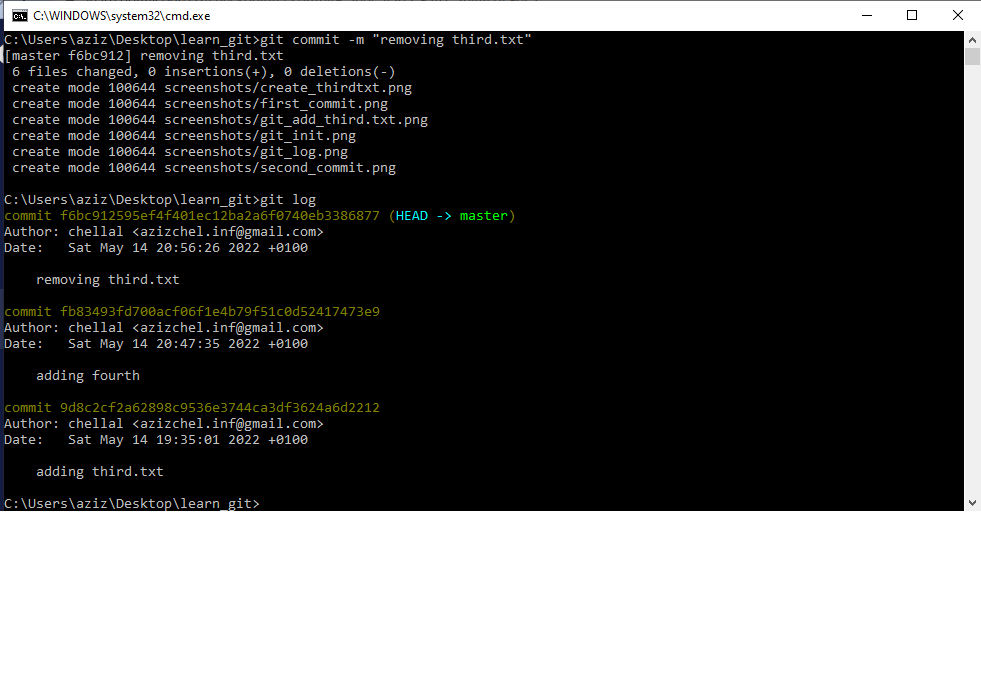 C:\WINDOWS\system32\cmd.exe
C:\Users\aziz\Desktop\learn_git>git commit -m "removing third.txt"
[master f6bc912] removing third.txt
 6 files changed, 0 insertions(+), 0 deletions(-)
 create mode 100644 screenshots/create_thirdtxt.png
 create mode 100644 screenshots/first_commit.png
 create mode 100644 screenshots/git_add_third.txt.png
 create mode 100644 screenshots/git_init.png
 create mode 100644 screenshots/git_log.png
 create mode 100644 screenshots/second_commit.png
C:\Users\aziz\Desktop\learn_git>git log
commit f6bc912595ef4f401ec12ba2a6f0740eb3386877 (HEAD -> master)
Author: chellal <azizchel.inf@gmail.com>
Date:   Sat May 14 20:56:26 2022 +0100
    removing third.txt
commit fb83493fd700acf06f1e4b79f51c0d52417473e9
Author: chellal <azizchel.inf@gmail.com>
Date:   Sat May 14 20:47:35 2022 +0100
    adding fourth
commit 9d8c2cf2a62898c9536e3744ca3df3624a6d2212
Author: chellal <azizchel.inf@gmail.com>
Date:   Sat May 14 19:35:01 2022 +0100
    adding third.txt
C:\Users\aziz\Desktop\learn_git>